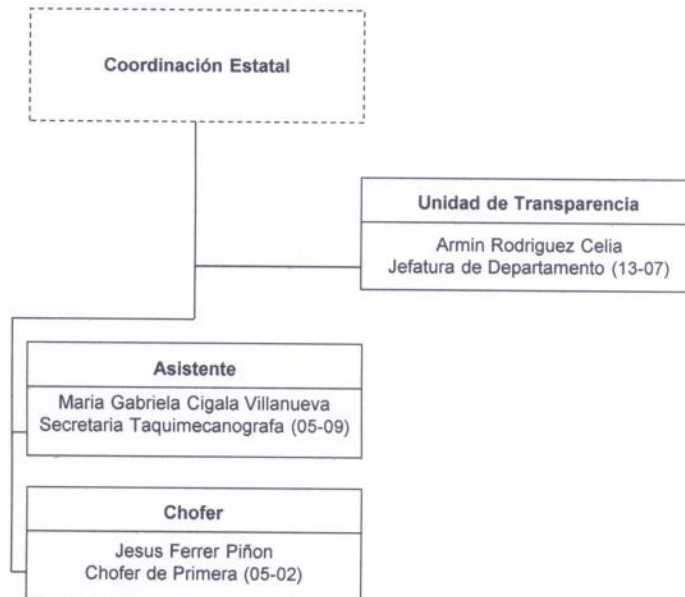 Coordinación Estatal
Unidad de Transparencia
Armin Rodriguez Celia
Jefatura de Departamento (13-07)
Asistente
Maria Gabriela Cigala Villanueva
Secretaria Taquimecanografa (05-09)
Chofer
Jesus Ferrer Piñon
Chofer de Primera (05-02)